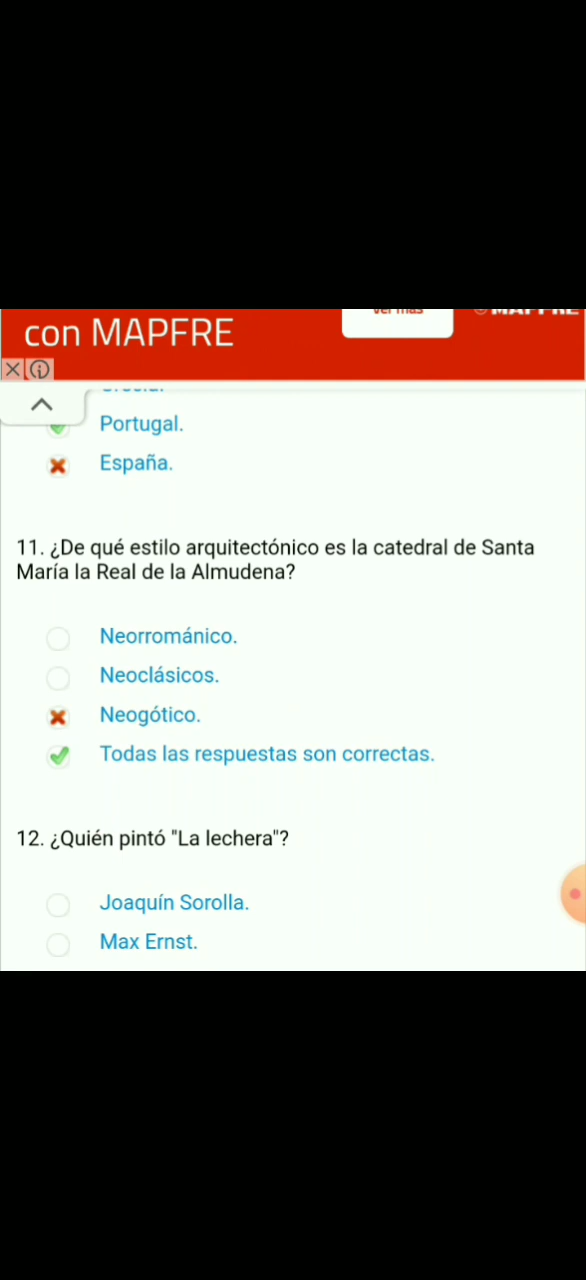 con MAPFRE
Portugal.
España.
11. ¿De qué estilo arquitectónico es la catedral de Santa
María la Real de la Almudena?
Neorrománico.
Neoclásicos.
Neogótico.
Todas las respuestas son correctas.
12. ¿Quién pintó "La lechera"?
Joaquín Sorolla.
Max Ernst.